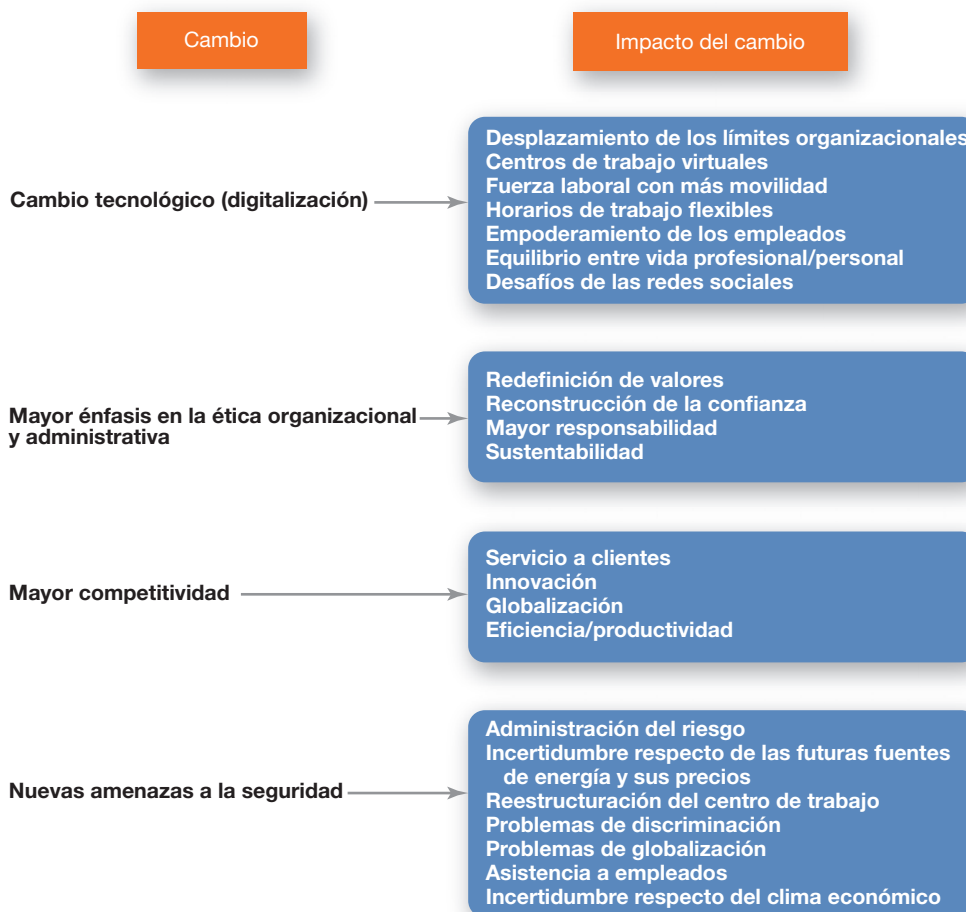 Cambio
Impacto del cambio
Cambio tecnológico (digitalización)
Desplazamiento de los límites organizacionales
Centros de trabajo virtuales
Fuerza laboral con más movilidad
Horarios de trabajo flexibles
Empoderamiento de los empleados
Equilibrio entre vida profesional/personal
Desafíos de las redes sociales
Mayor énfasis en la ética organizacional
y administrativa
Redefinición de valores
Reconstrucción de la confianza
Mayor responsabilidad
Sustentabilidad
Mayor competitividad
Servicio a clientes
Innovación
Globalización
Eficiencia/productividad
Nuevas amenazas a la seguridad
Administración del riesgo
Incertidumbre respecto de las futuras fuentes
de energía y sus precios
Reestructuración del centro de trabajo
Problemas de discriminación
Problemas de globalización
Asistencia a empleados
Incertidumbre respecto del clima económico